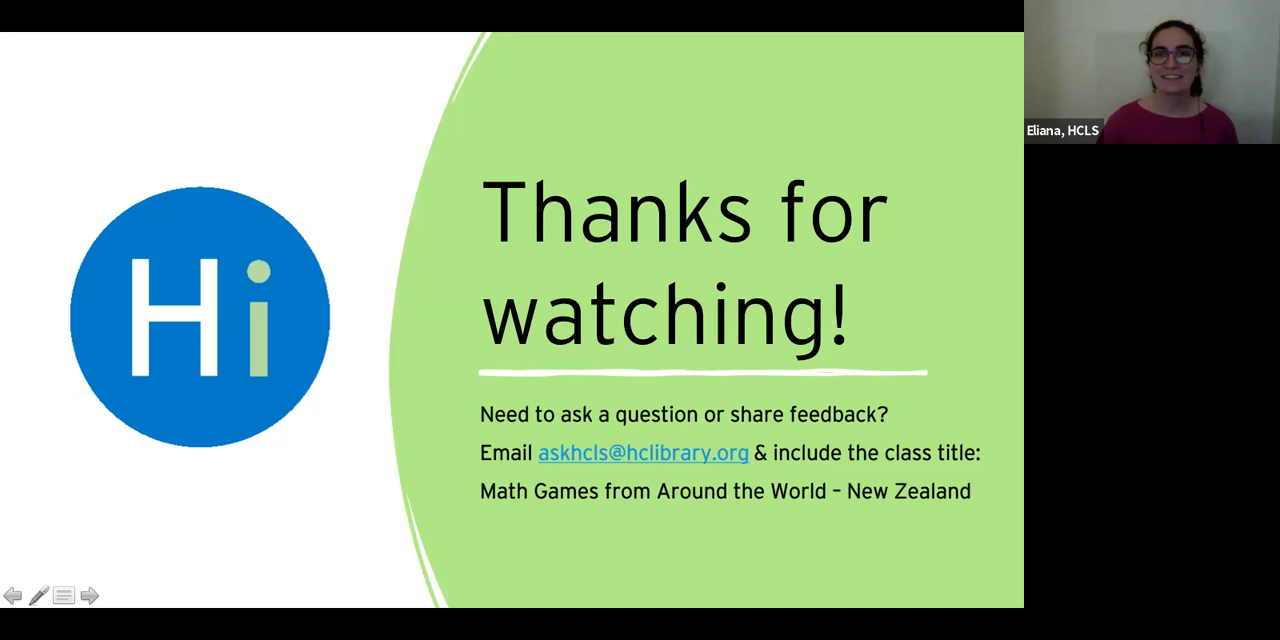 Hi
Thanks for
watching!
Need to ask a question or share feedback?
Email askhcls@hclibrary.org & include the class title:
Math Games from Around the World – New Zealand
Eliana, HCLS